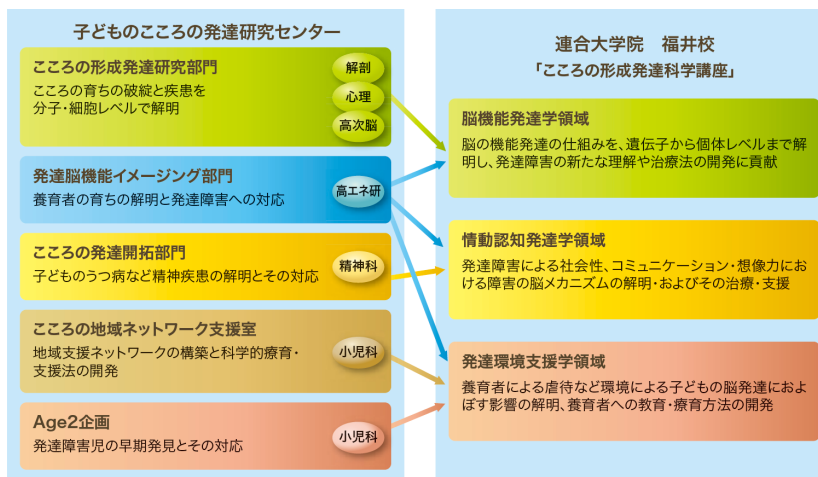 子どものこころの発達研究センター
こころの形成発達研究部門
こころの育ちの破綻と疾患を
分子・細胞レベルで解明
解剖
心理
高次脳
発達脳機能イメージング部門
養育者の育ちの解明と発達障害への対応
高エネ研
こころの発達開拓部門
子どものうつ病など精神疾患の解明とその対応
精神科
こころの地域ネットワーク支援室
地域支援ネットワークの構築と科学的療育・
支援法の開発
小児科
Age2企画
発達障害児の早期発見とその対応
小児科
連合大学院　福井校
「こころの形成発達科学講座」
脳機能発達学領域
脳の機能発達の仕組みを、遺伝子から個体レベルまで解
明し、発達障害の新たな理解や治療法の開発に貢献
情動認知発達学領域
発達障害による社会性、コミュニケーション・想像力にお
ける障害の脳メカニズムの解明・およびその治療・支援
発達環境支援学領域
養育者による虐待など環境による子どもの脳発達におよ
ぼす影響の解明、養育者への教育・療育方法の開発